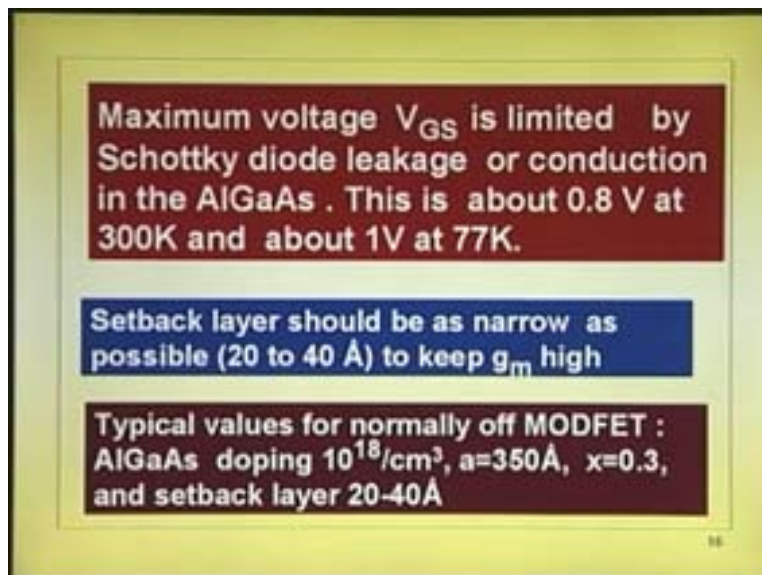 Maximum voltage V_GS is limited by
Schottky diode leakage or conduction
in the AlGaAs . This is about 0.8 V at
300K and about 1V at 77K.
Setback layer should be as narrow as
possible (20 to 40 Å) to keep g_m high
Typical values for normally off MODFET :
AlGaAs doping 10¹⁸/cm³, a=350Å, x=0.3,
and setback layer 20-40Å